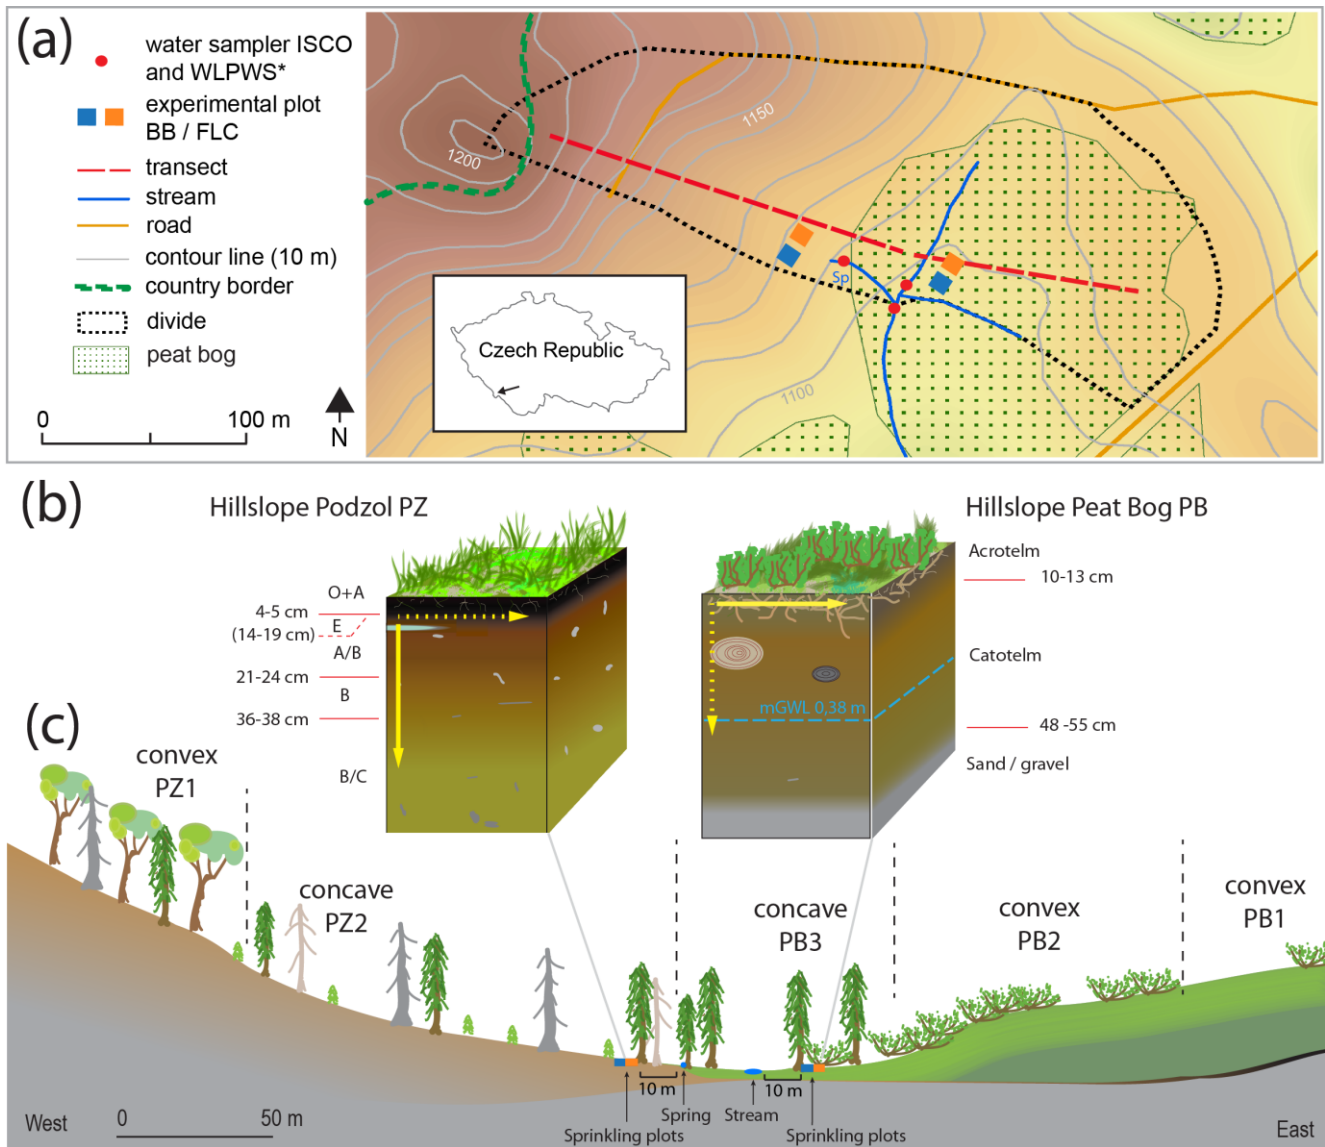 (a)
water sampler ISCO
and WLPWS*
experimental plot
BB / FLC
transect
stream
road
contour line (10 m)
country border
divide
peat bog
0 100 m
N
1200
1150
1100
Sp
Czech Republic
(b)
Hillslope Podzol PZ
O+A
4-5 cm
E
(14-19 cm)
A/B
21-24 cm
B
36-38 cm
B/C
Hillslope Peat Bog PB
Acrotelm
10-13 cm
Catotelm
mGWL 0,38 m
48 -55 cm
Sand / gravel
(c)
convex
PZ1
concave
PZ2
concave
PB3
convex
PB2
convex
PB1
10 m
10 m
Spring
Stream
Sprinkling plots
Sprinkling plots
West
0 50 m
East